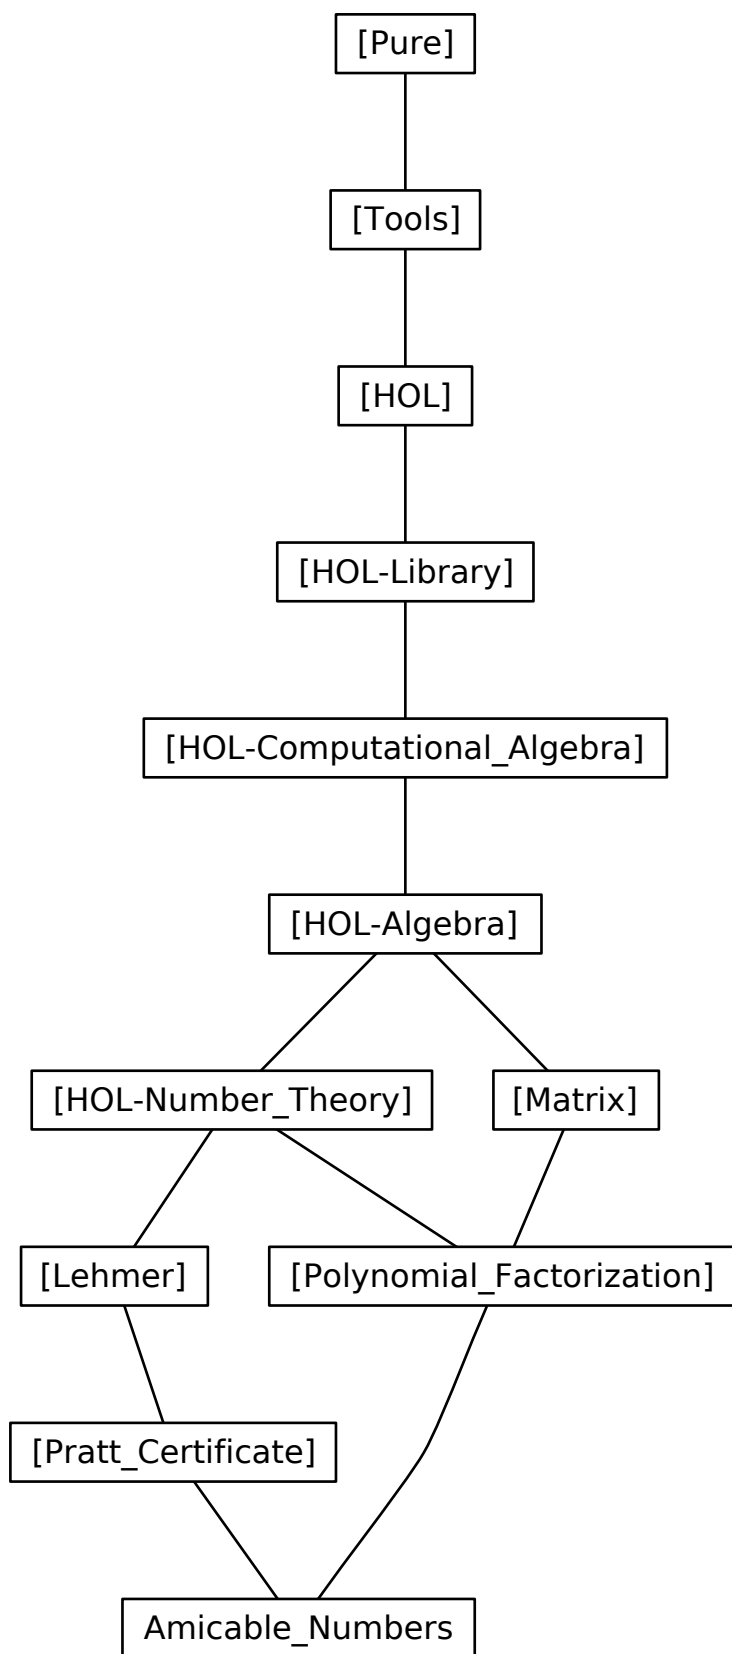 [Pure]
[Tools]
[HOL]
[HOL-Library]
[HOL-Computational_Algebra]
[HOL-Algebra]
[HOL-Number_Theory]
[Matrix]
[Lehmer]
[Polynomial_Factorization]
[Pratt_Certificate]
Amicable_Numbers